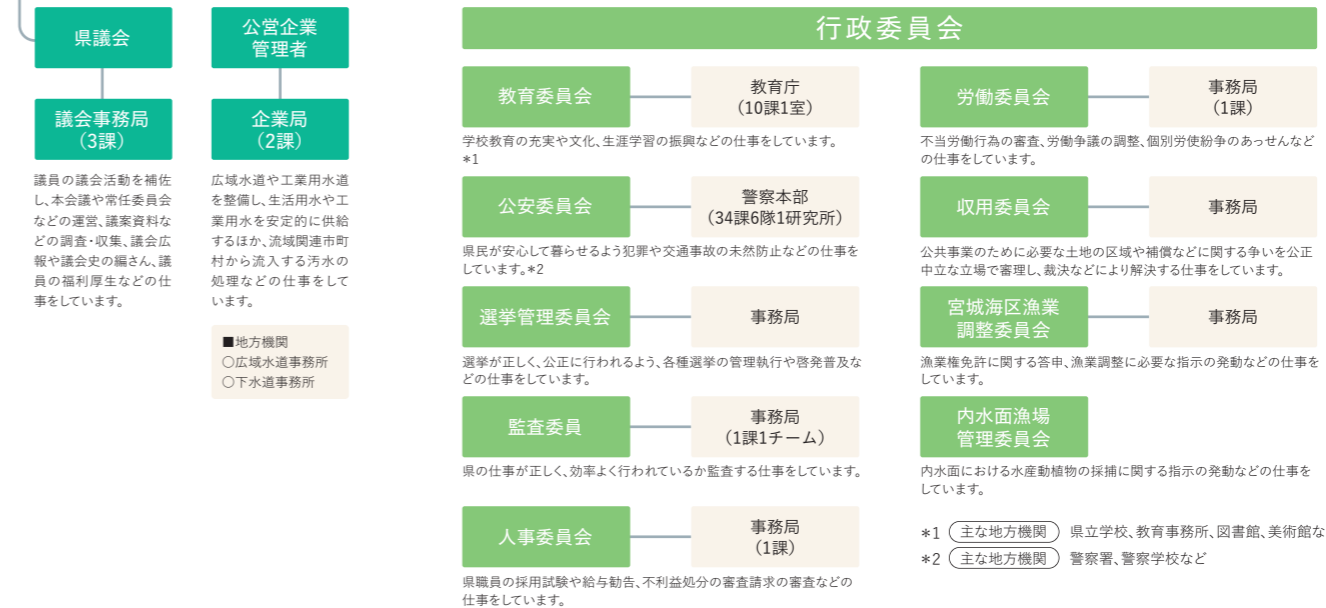 県議会
議会事務局
（3課）
議員の議会活動を補佐
し、本会議や常任委員会
などの運営、議案資料な
どの調査・収集、議会広
報や議会史の編さん、議
員の福利厚生などの仕
事をしています。
公営企業
管理者
企業局
（2課）
広域水道や工業用水道
を整備し、生活用水や工
業用水を安定的に供給
するほか、流域関連市町
村から流入する汚水の
処理などの仕事をして
います。
■地方機関
○広域水道事務所
○下水道事務所
行政委員会
教育委員会
教育庁
（10課1室）
学校教育の充実や文化、生涯学習の振興などの仕事をしています。
*1
公安委員会
警察本部
（34課6隊1研究所）
県民が安心して暮らせるよう犯罪や交通事故の未然防止などの仕事を
しています。*2
選挙管理委員会
事務局
選挙が正しく、公正に行われるよう、各種選挙の管理執行や啓発普及な
どの仕事をしています。
監査委員
事務局
（1課1チーム）
県の仕事が正しく、効率よく行われているか監査する仕事をしています。
人事委員会
事務局
（1課）
県職員の採用試験や給与勧告、不利益処分の審査請求の審査などの
仕事をしています。
労働委員会
事務局
（1課）
不当労働行為の審査、労働争議の調整、個別労使紛争のあっせんなど
の仕事をしています。
収用委員会
事務局
公共事業のために必要な土地の区域や補償などに関する争いを公正
中立な立場で審理し、裁決などにより解決する仕事をしています。
宮城海区漁業
調整委員会
事務局
漁業権免許に関する答申、漁業調整に必要な指示の発動などの仕事を
しています。
内水面漁場
管理委員会
内水面における水産動植物の採捕に関する指示の発動などの仕事を
しています。
*1 主な地方機関 県立学校、教育事務所、図書館、美術館な
*2 主な地方機関 警察署、警察学校など